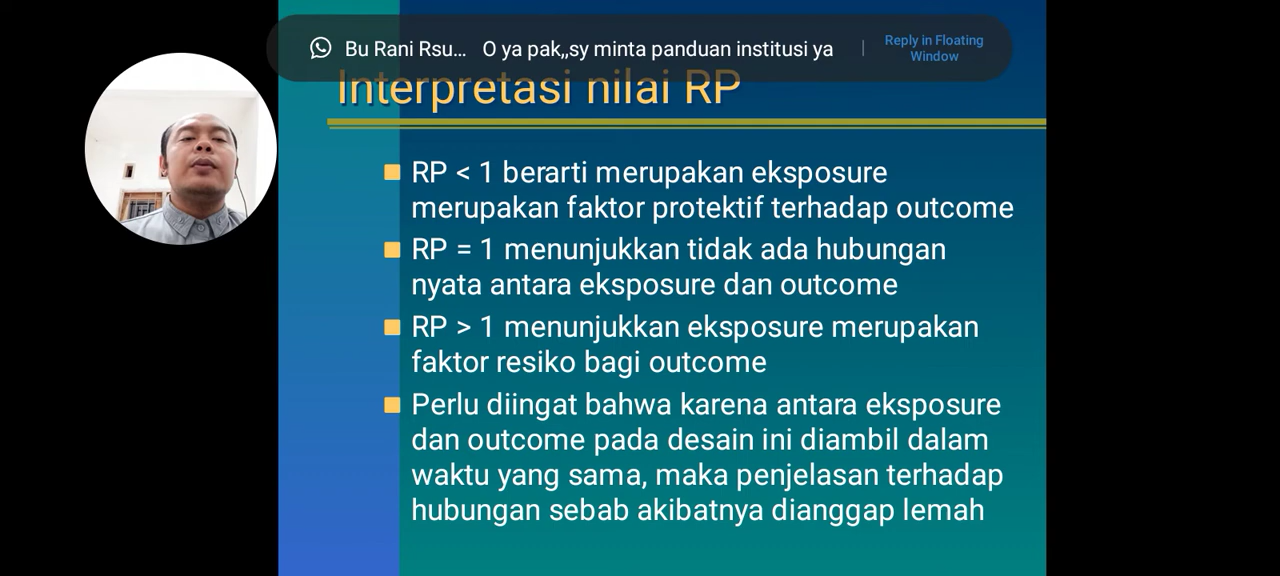 Bu Rani Rsu... O ya pak,,sy minta panduan institusi ya
Reply in Floating
Window
Interpretasi nilai RP
RP < 1 berarti merupakan eksposure
merupakan faktor protektif terhadap outcome
RP = 1 menunjukkan tidak ada hubungan
nyata antara eksposure dan outcome
RP > 1 menunjukkan eksposure merupakan
faktor resiko bagi outcome
Perlu diingat bahwa karena antara eksposure
dan outcome pada desain ini diambil dalam
waktu yang sama, maka penjelasan terhadap
hubungan sebab akibatnya dianggap lemah